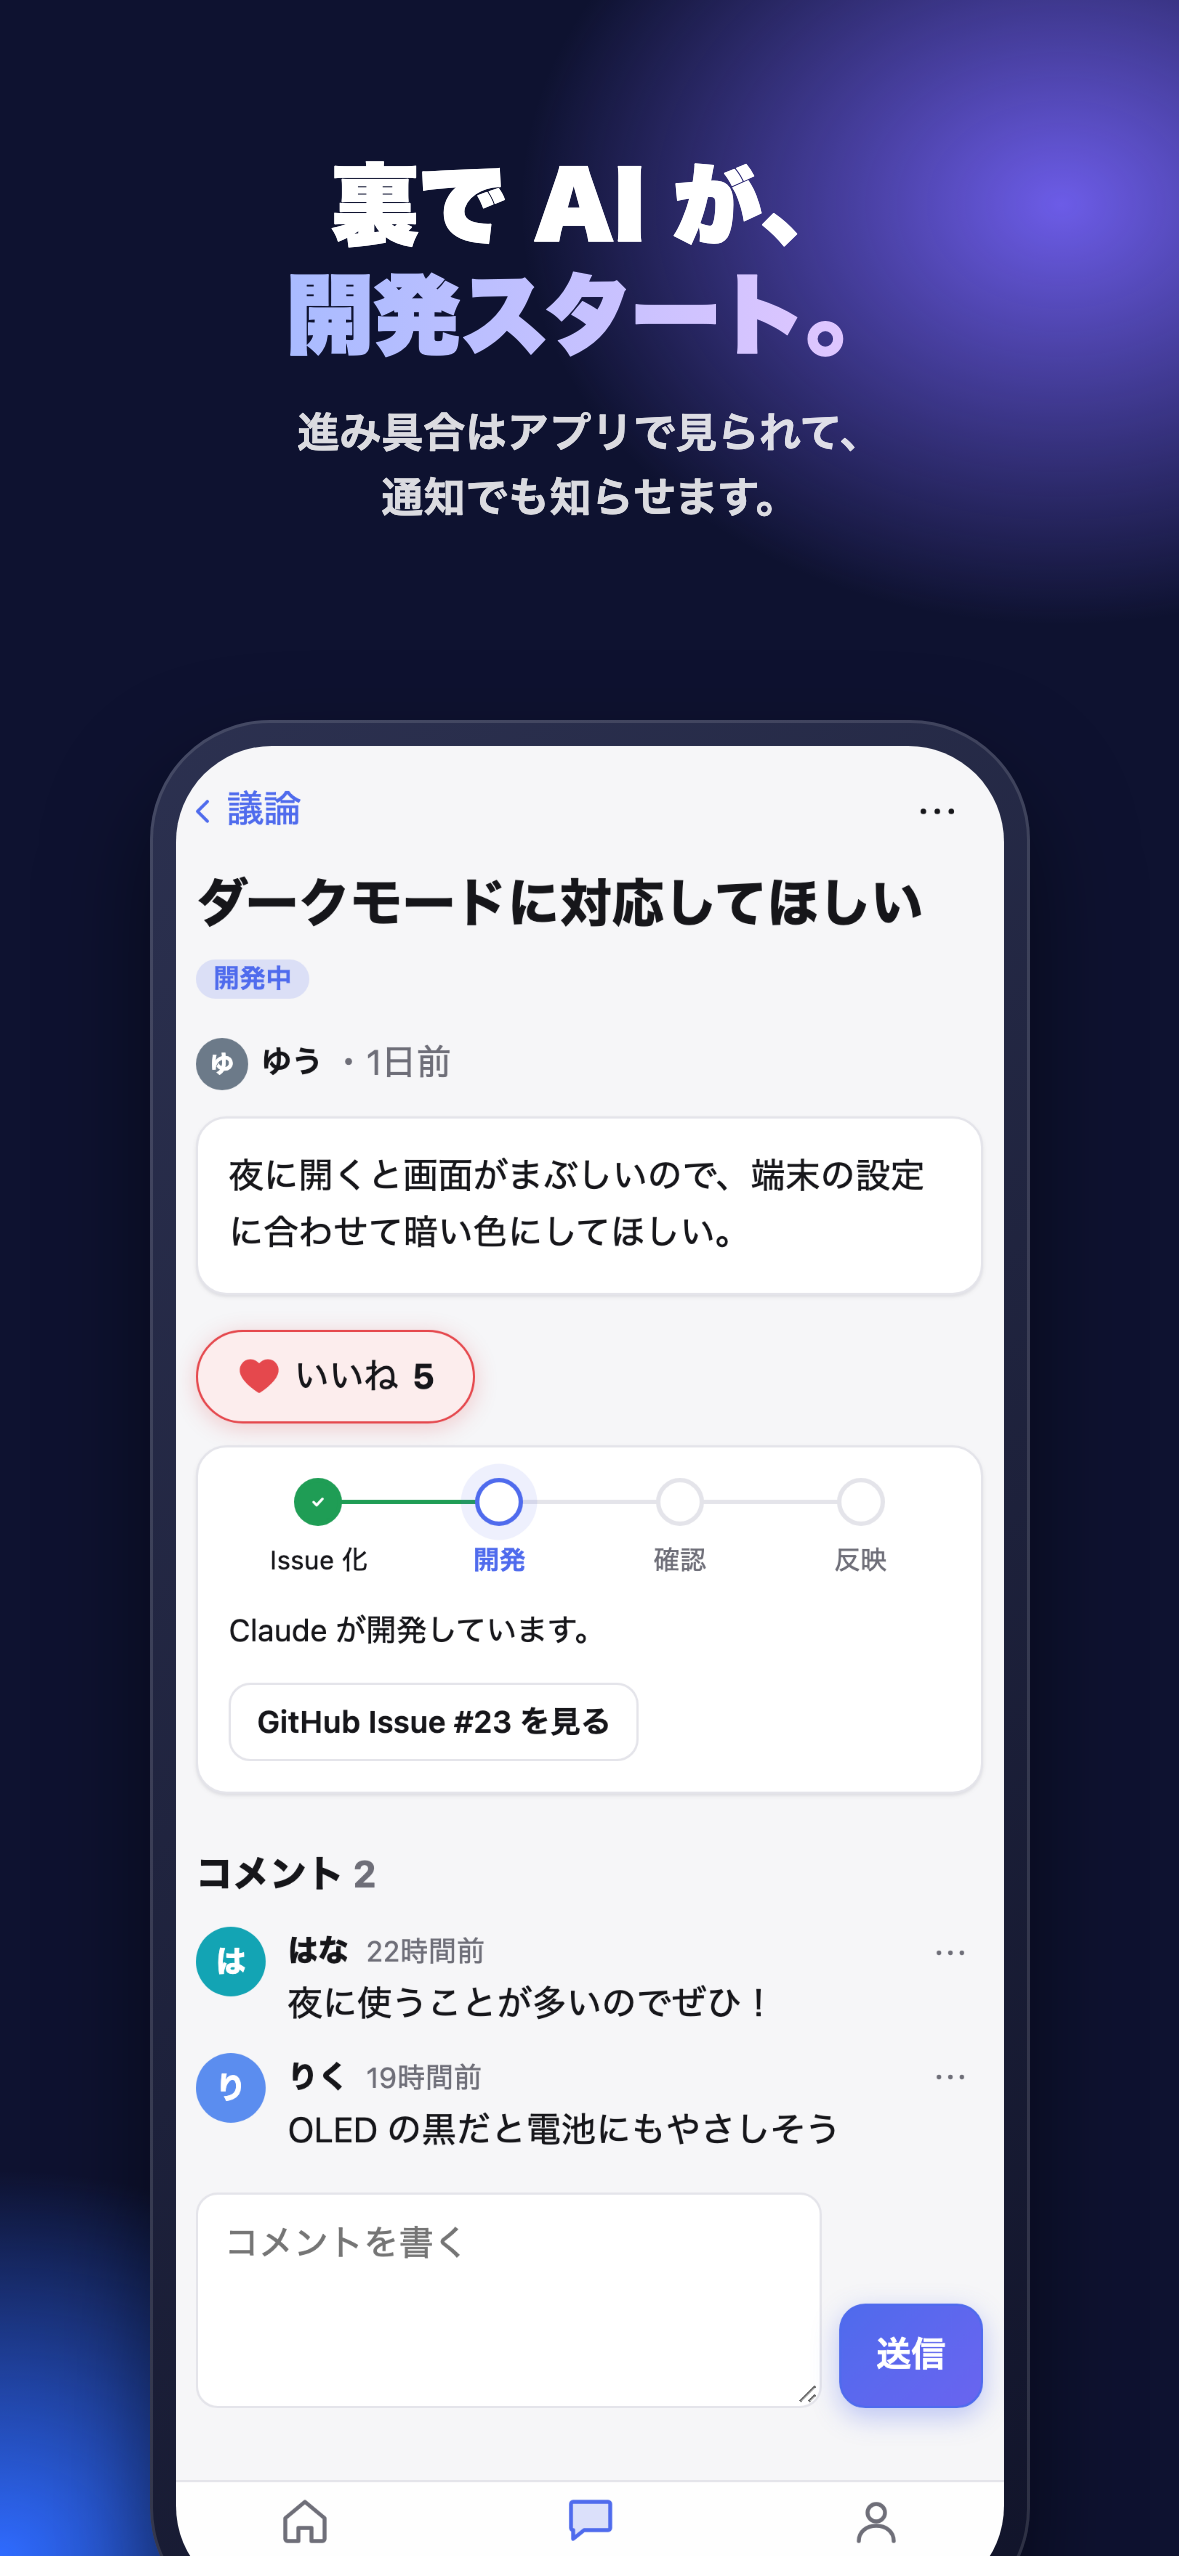 裏で AI が、
開発スタート。
進み具合はアプリで見られて、
通知でも知らせます。
議論
ダークモードに対応してほしい
開発中
ゆ ゆう ・1日前
夜に開くと画面がまぶしいので、端末の設定
に合わせて暗い色にしてほしい。
いいね 5
Issue 化 開発 確認 反映
Claude が開発しています。
GitHub Issue #23 を見る
コメント 2
は はな 22時間前
夜に使うことが多いのでぜひ！
り りく 19時間前
OLED の黒だと電池にもやさしそう
コメントを書く
送信